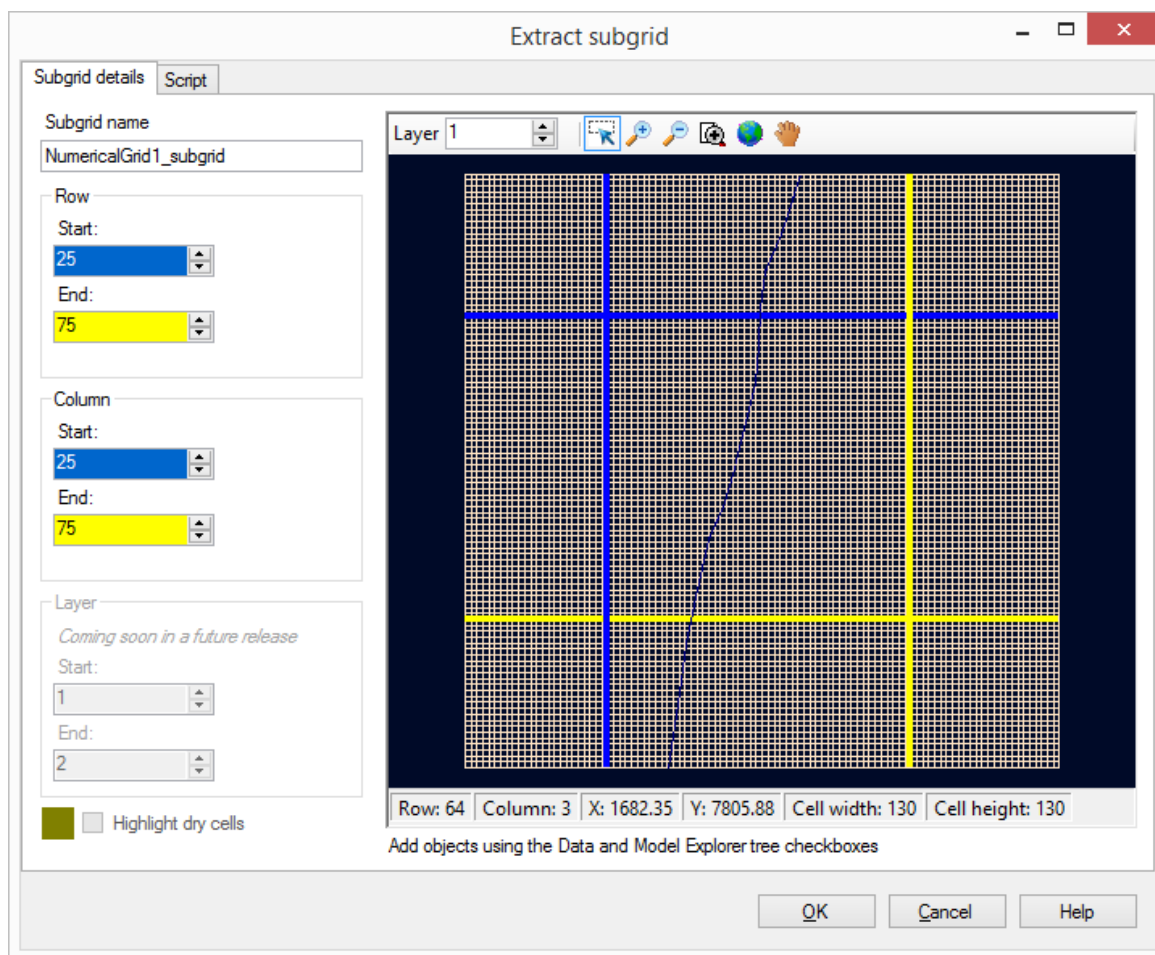 Extract subgrid
Subgrid details
Script
Subgrid name
NumericalGrid1_subgrid
Row
Start:
25
End:
75
Column
Start:
25
End:
75
Layer
Coming soon in a future release
Start:
1
End:
2
Highlight dry cells
Layer 1
Row: 64 Column: 3 X: 1682.35 Y: 7805.88 Cell width: 130 Cell height: 130
Add objects using the Data and Model Explorer tree checkboxes
OK Cancel Help